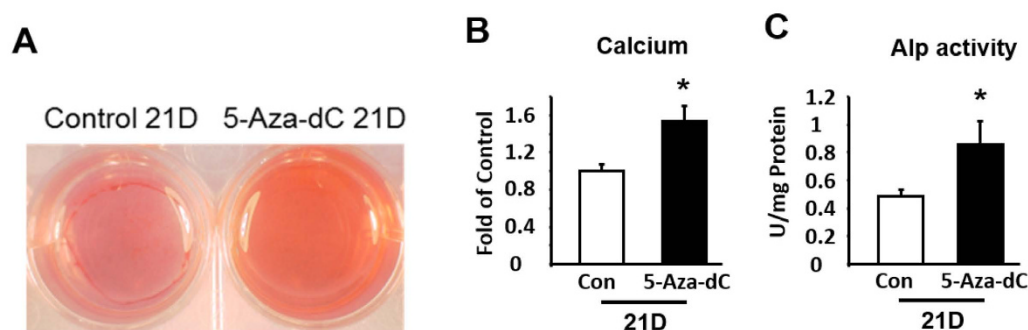 A
Control 21D 5-Aza-dC 21D
B
Calcium
Fold of Control
1.6
1.2
0.8
0.4
0
*
Con 5-Aza-dC
21D
C
Alp activity
U/mg Protein
1.2
1
0.8
0.6
0.4
0.2
0
*
Con 5-Aza-dC
21D